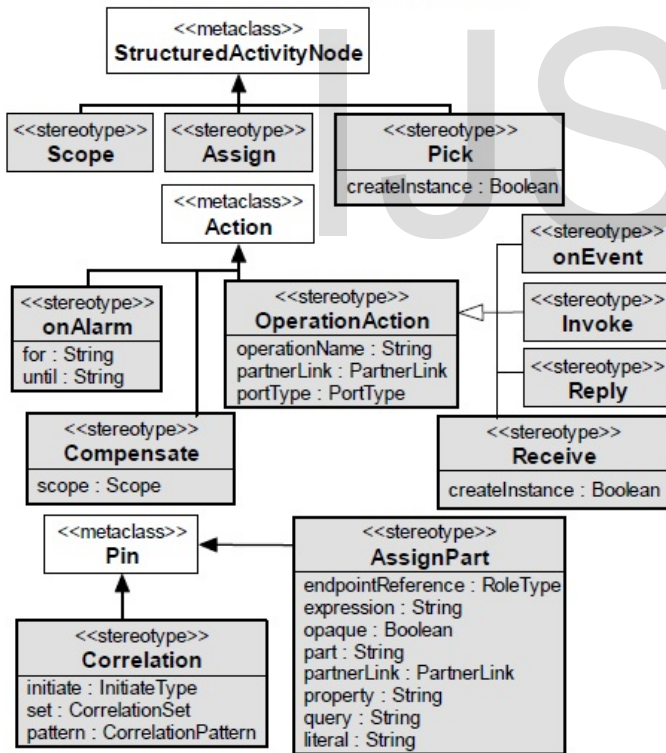 <<metaclass>>
StructuredActivityNode
<<stereotype>>
Scope
<<stereotype>>
Assign
<<stereotype>>
Pick
createInstance : Boolean
<<metaclass>>
Action
<<stereotype>>
onAlarm
for : String
until : String
<<stereotype>>
OperationAction
operationName : String
partnerLink : PartnerLink
portType : PortType
<<stereotype>>
onEvent
<<stereotype>>
Invoke
<<stereotype>>
Reply
<<stereotype>>
Receive
createInstance : Boolean
<<stereotype>>
Compensate
scope : Scope
<<metaclass>>
Pin
<<stereotype>>
AssignPart
endpointReference : RoleType
expression : String
opaque : Boolean
part : String
partnerLink : PartnerLink
property : String
query : String
literal : String
<<stereotype>>
Correlation
initiate : InitiateType
set : CorrelationSet
pattern : CorrelationPattern
IJS